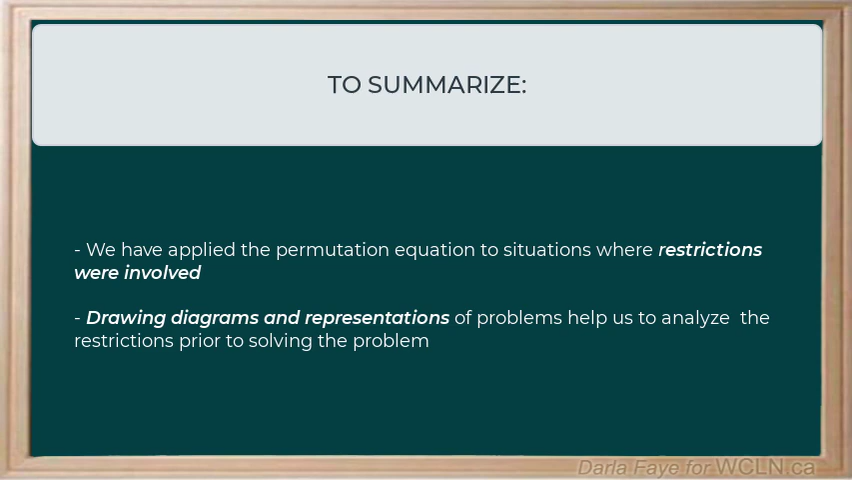 TO SUMMARIZE:
- We have applied the permutation equation to situations where restrictions
were involved
- Drawing diagrams and representations of problems help us to analyze  the
restrictions prior to solving the problem
Darla Faye for WCLN.ca